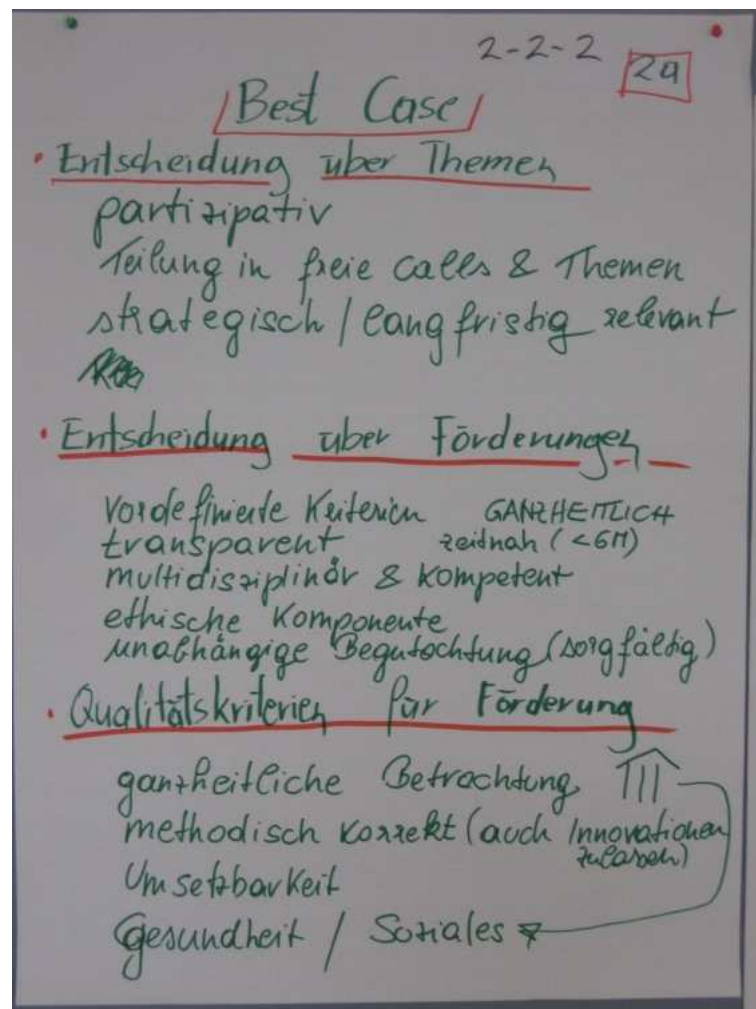 2-2-2
2a
Best Case
• Entscheidung über Themen
partizipativ
Teilung in freie Calls & Themen
strategisch / langfristig relevant
• Entscheidung über Förderungen
vordefinierte Kriterien GANZHEITLICH
transparent zeitnah (<6M)
multidisziplinär & kompetent
ethische Komponente
unabhängige Begutachtung (sorgfältig)
• Qualitätskriterien für Förderung
ganzheitliche Betrachtung
methodisch korrekt (auch Innovationen
zulassen)
Umsetzbarkeit
Gesundheit / Soziales